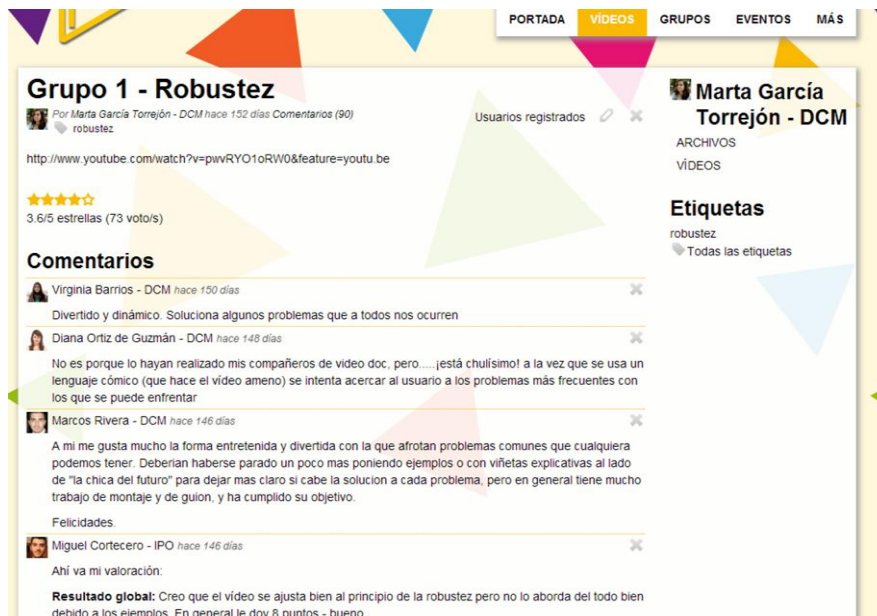 PORTADA VÍDEOS GRUPOS EVENTOS MÁS
Grupo 1 - Robustez
Por Marta García Torrejón - DCM hace 152 días Comentarios (90)
robustez
Usuarios registrados
http://www.youtube.com/watch?v=pwvRYO1oRW0&feature=youtu.be
3.6/5 estrellas (73 voto/s)
Comentarios
Virginia Barrios - DCM hace 150 días
Divertido y dinámico. Soluciona algunos problemas que a todos nos ocurren
Diana Ortiz de Guzmán - DCM hace 148 días
No es porque lo hayan realizado mis compañeros de video doc, pero.....¡está chulísimo! a la vez que se usa un
lenguaje cómico (que hace el vídeo ameno) se intenta acercar al usuario a los problemas más frecuentes con
los que se puede enfrentar
Marcos Rivera - DCM hace 146 días
A mi me gusta mucho la forma entretenida y divertida con la que afrotan problemas comunes que cualquiera
podemos tener. Deberian haberse parado un poco mas poniendo ejemplos o con viñetas explicativas al lado
de "la chica del futuro" para dejar mas claro si cabe la solucion a cada problema, pero en general tiene mucho
trabajo de montaje y de guion, y ha cumplido su objetivo.
Felicidades.
Miguel Cortecero - IPO hace 146 días
Ahí va mi valoración:
Resultado global: Creo que el vídeo se ajusta bien al principio de la robustez pero no lo aborda del todo bien
debido a los ejemplos. En general le doy 8 puntos - bueno
Marta García
Torrejón - DCM
ARCHIVOS
VÍDEOS
Etiquetas
robustez
Todas las etiquetas